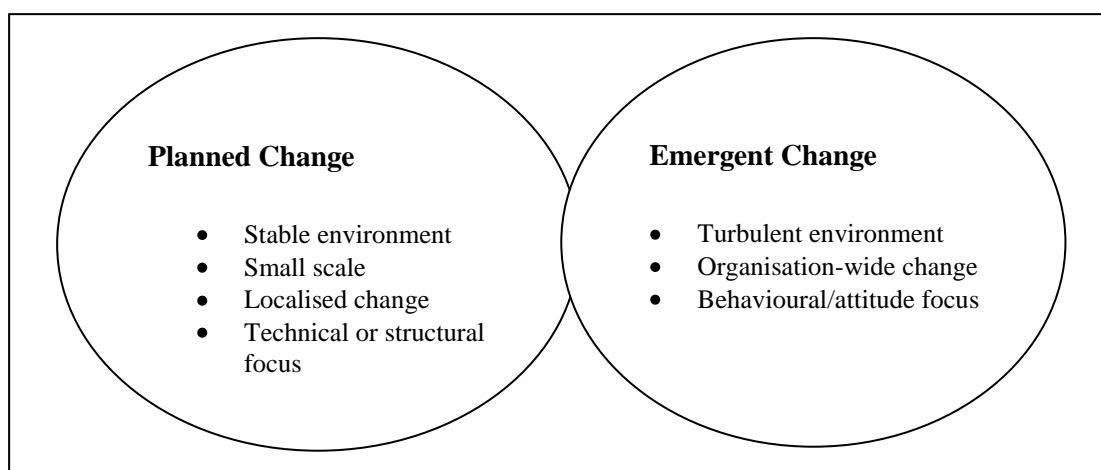 Planned Change
• Stable environment
• Small scale
• Localised change
• Technical or structural
focus
Emergent Change
• Turbulent environment
• Organisation-wide change
• Behavioural/attitude focus